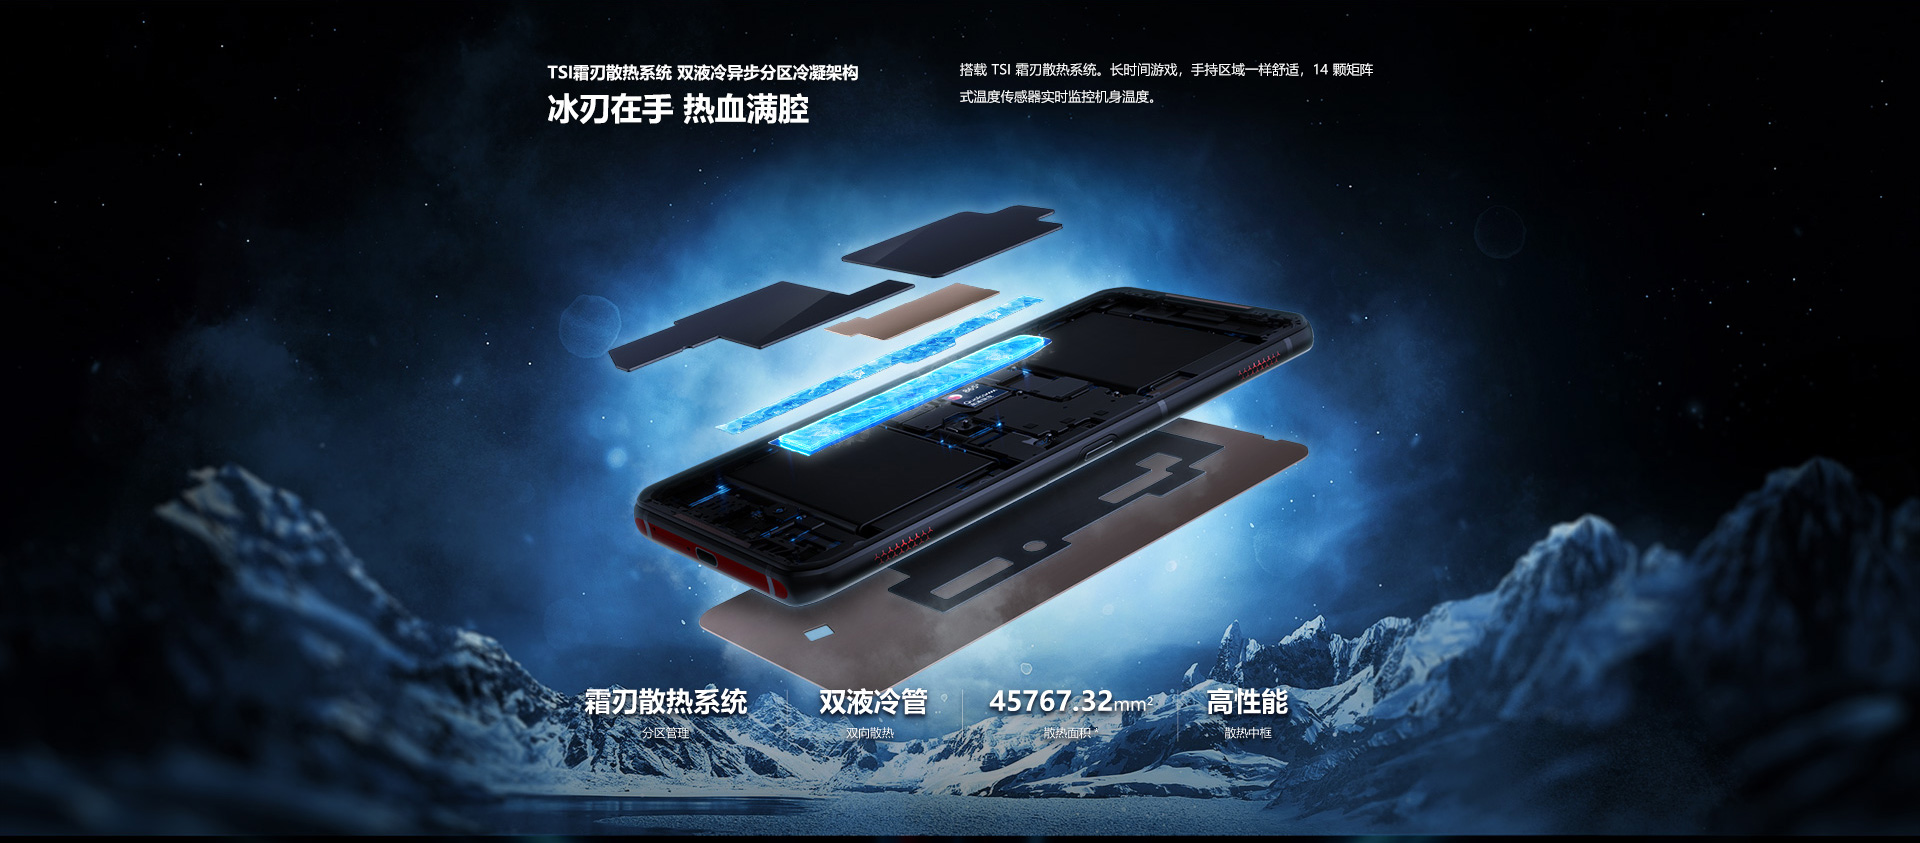 TSI霜刃散热系统 双液冷异步分区冷凝架构
冰刃在手 热血满腔
搭载 TSI 霜刃散热系统。长时间游戏，手持区域一样舒适，14 颗矩阵
式温度传感器实时监控机身温度。
霜刃散热系统
分区管理
双液冷管
双向散热
45767.32mm²
散热面积*
高性能
散热中框